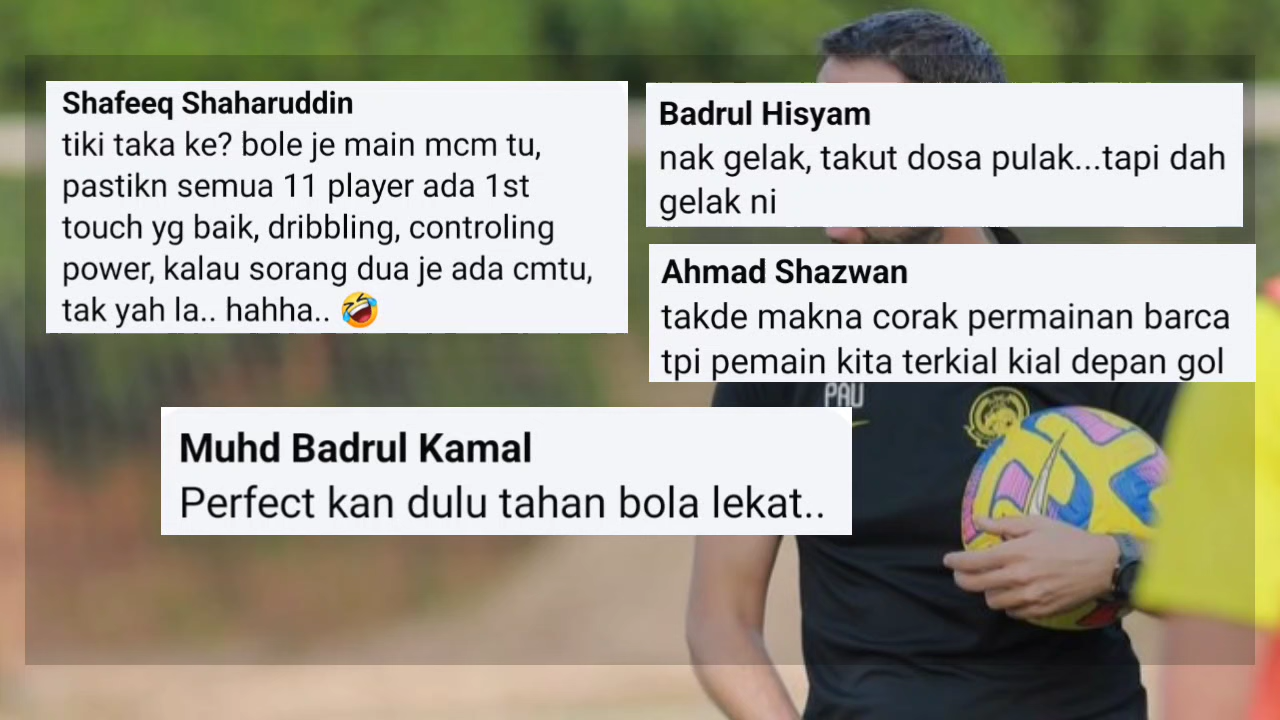 Shafeeq Shaharuddin
tiki taka ke? bole je main mcm tu,
pastikn semua 11 player ada 1st
touch yg baik, dribbling, controling
power, kalau sorang dua je ada cmtu,
tak yah la.. hahha.. 🤣
Badrul Hisyam
nak gelak, takut dosa pulak...tapi dah
gelak ni
Ahmad Shazwan
takde makna corak permainan barca
tpi pemain kita terkial kial depan gol
Muhd Badrul Kamal
Perfect kan dulu tahan bola lekat..
PAU